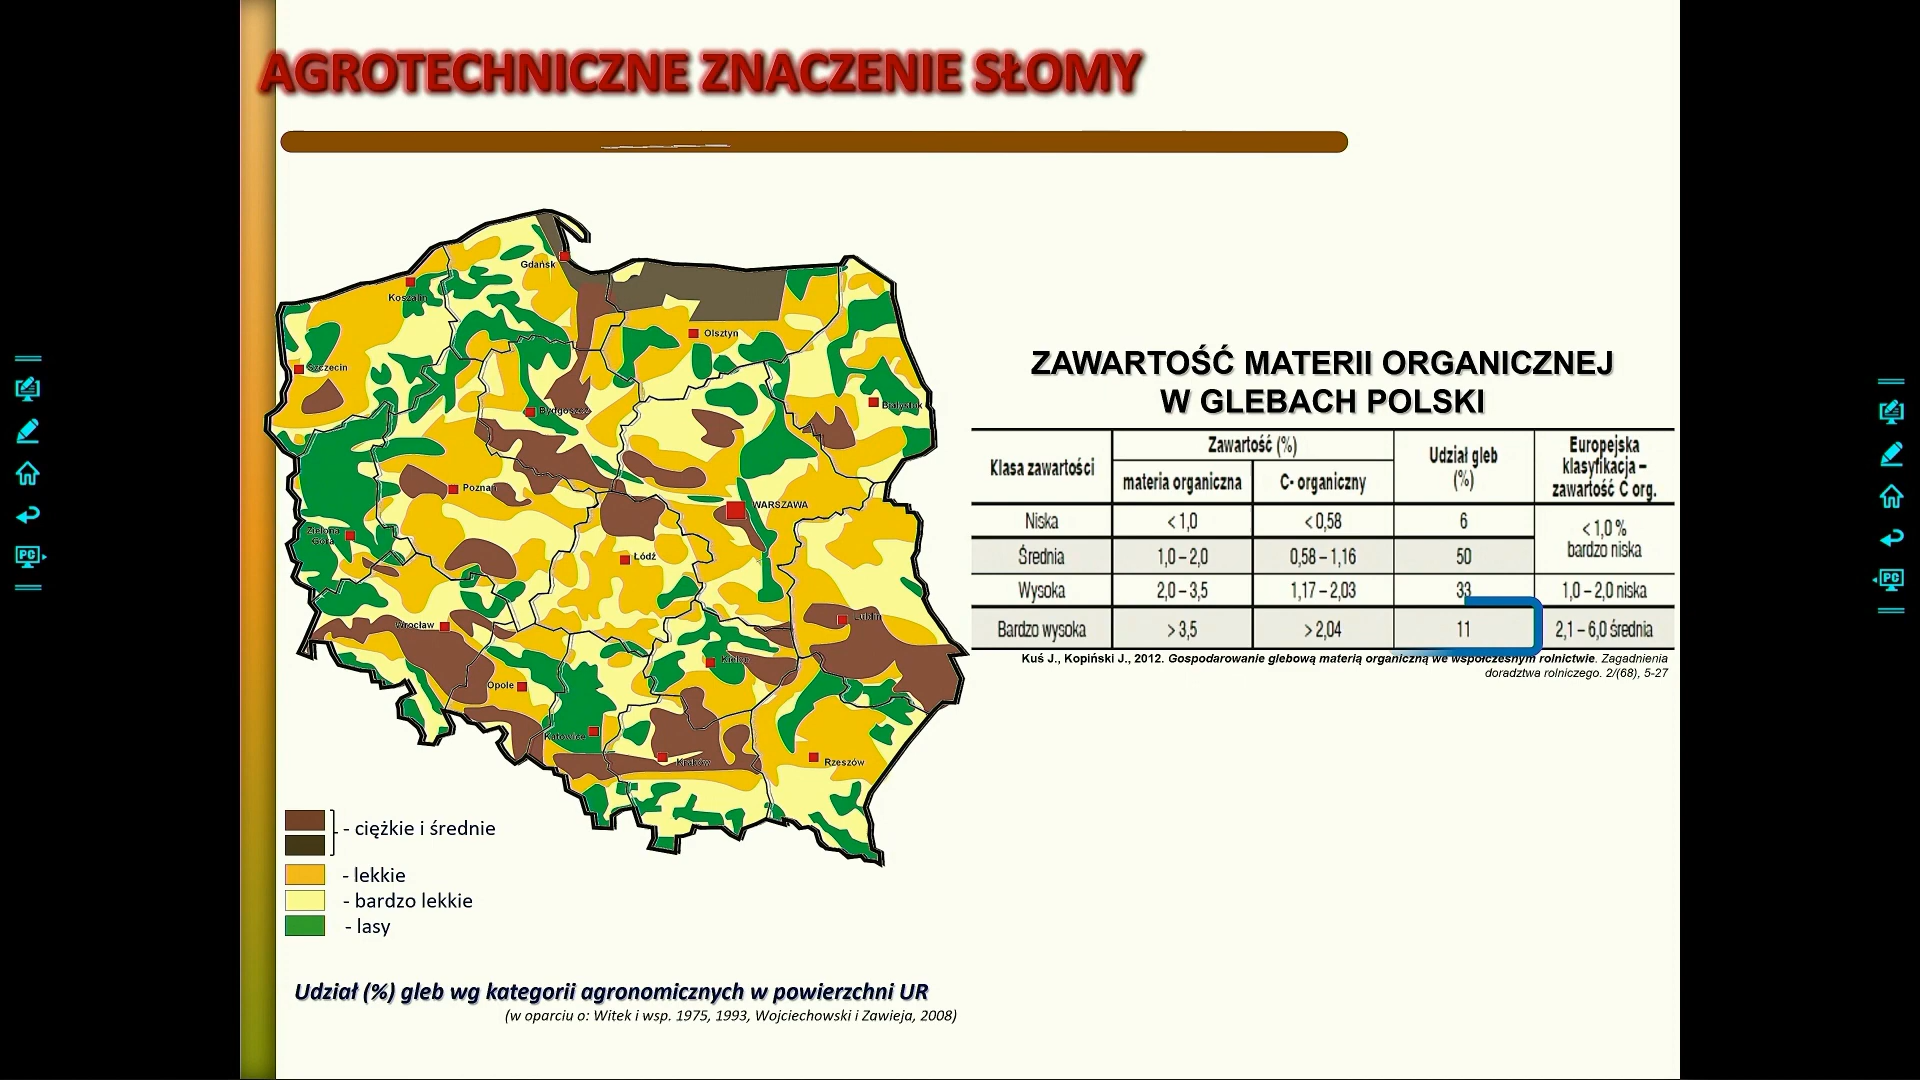 AGROTECHNICZNE ZNACZENIE SŁOMY
Gdańsk
Koszalin
Olsztyn
Szczecin
Białystok
Bydgoszcz
Poznań
WARSZAWA
Zielona
Góra
Łódź
Wrocław
Lublin
Kielce
Opole
Katowice
Kraków
Rzeszów
- ciężkie i średnie
- lekkie
- bardzo lekkie
- lasy
Udział (%) gleb wg kategorii agronomicznych w powierzchni UR
(w oparciu o: Witek i wsp. 1975, 1993, Wojciechowski i Zawieja, 2008)
ZAWARTOŚĆ MATERII ORGANICZNEJ
W GLEBACH POLSKI
Klasa zawartości Zawartość (%) Udział gleb (%) Europejska klasyfikacja – zawartość C org.
materia organiczna C- organiczny
Niska < 1,0 < 0,58 6 < 1,0 % bardzo niska
Średnia 1,0 – 2,0 0,58 – 1,16 50
Wysoka 2,0 – 3,5 1,17 – 2,03 33 1,0 – 2,0 niska
Bardzo wysoka > 3,5 > 2,04 11 2,1 – 6,0 średnia
Kuś J., Kopiński J., 2012. Gospodarowanie glebową materią organiczną we współczesnym rolnictwie. Zagadnienia
doradztwa rolniczego. 2/(68), 5-27
PC
PC